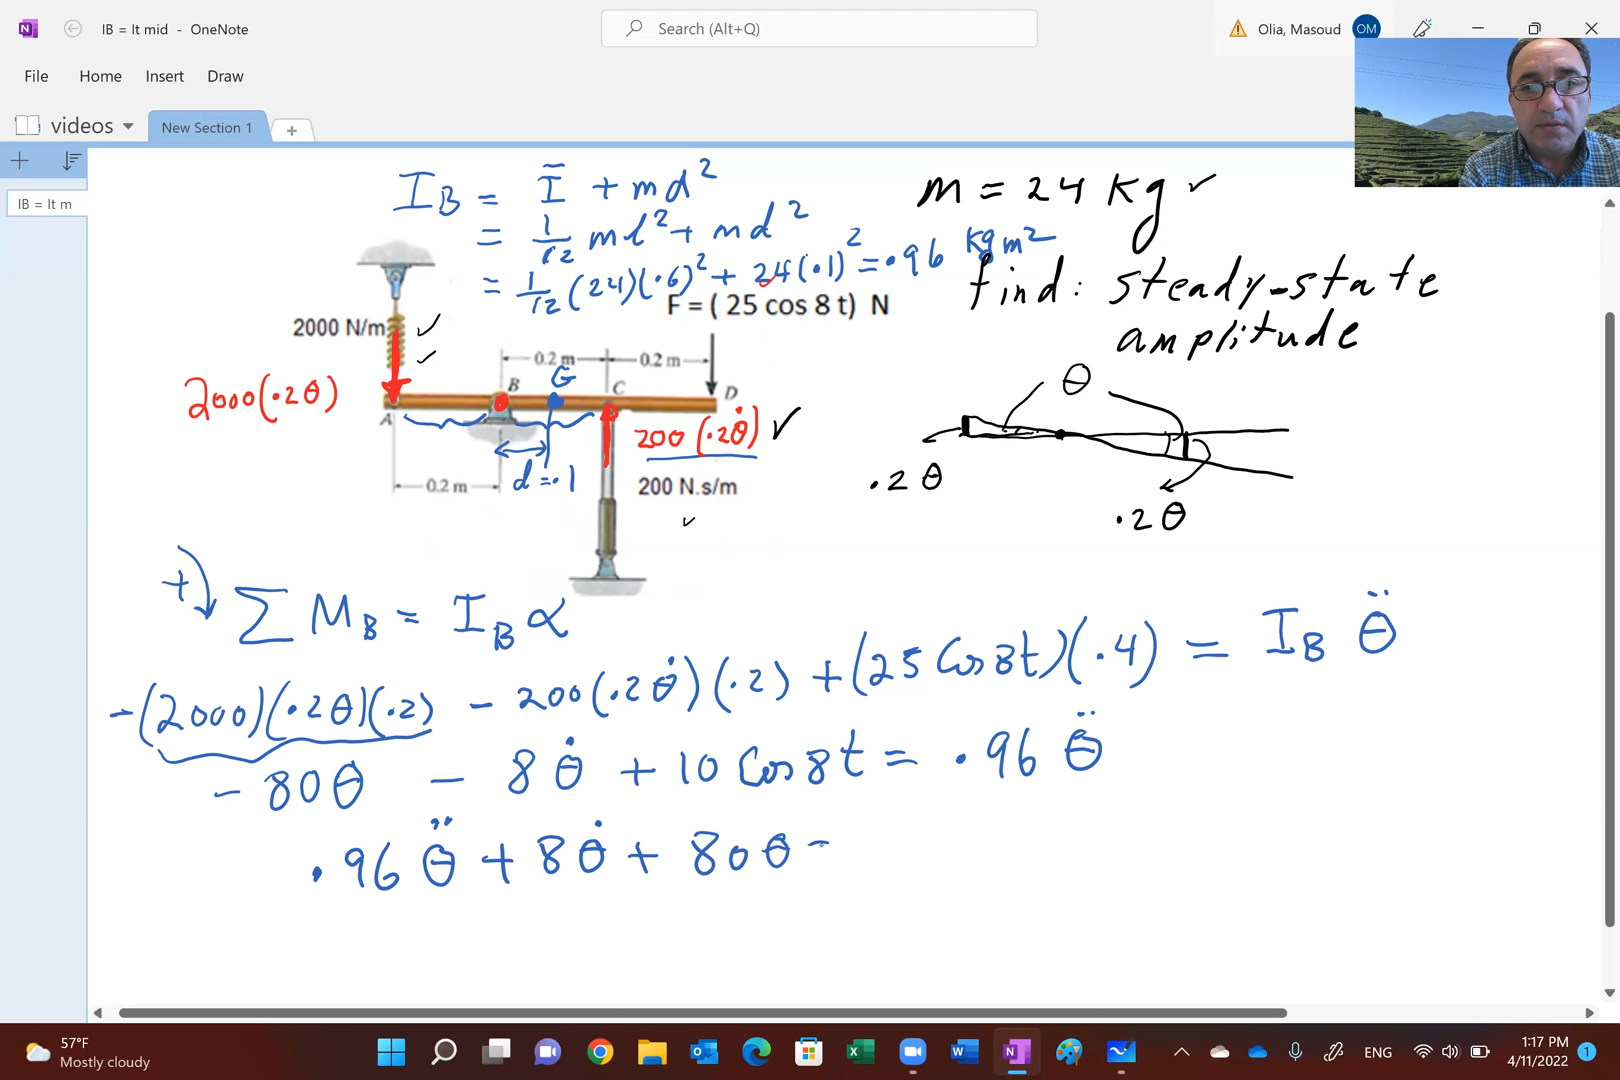 IB = It mid - OneNote
Search (Alt+Q)
Olia, Masoud
OM
File Home Insert Draw
videos
New Section 1
IB = It m
I_B = Ī + md²
= 1/12 ml² + md²
= 1/12 (24)(.6)² + 24(.1)² = .96 kg m²
m = 24 kg
find: steady-state
amplitude
F = ( 25 cos 8 t) N
2000 N/m
2000(.2θ)
0.2 m
0.2 m
B
G
C
D
A
200 (.2θ̇)
200 N.s/m
0.2 m
d = .1
θ
.2θ
.2θ
+
Σ M_B = I_B α
-(2000)(.2θ)(.2) - 200(.2θ̇)(.2) + (25 Cos 8t)(.4) = I_B θ̈
- 80θ - 8θ̇ + 10 Cos 8t = .96 θ̈
.96 θ̈ + 8θ̇ + 80θ =
57°F
Mostly cloudy
ENG
1:17 PM
4/11/2022
1